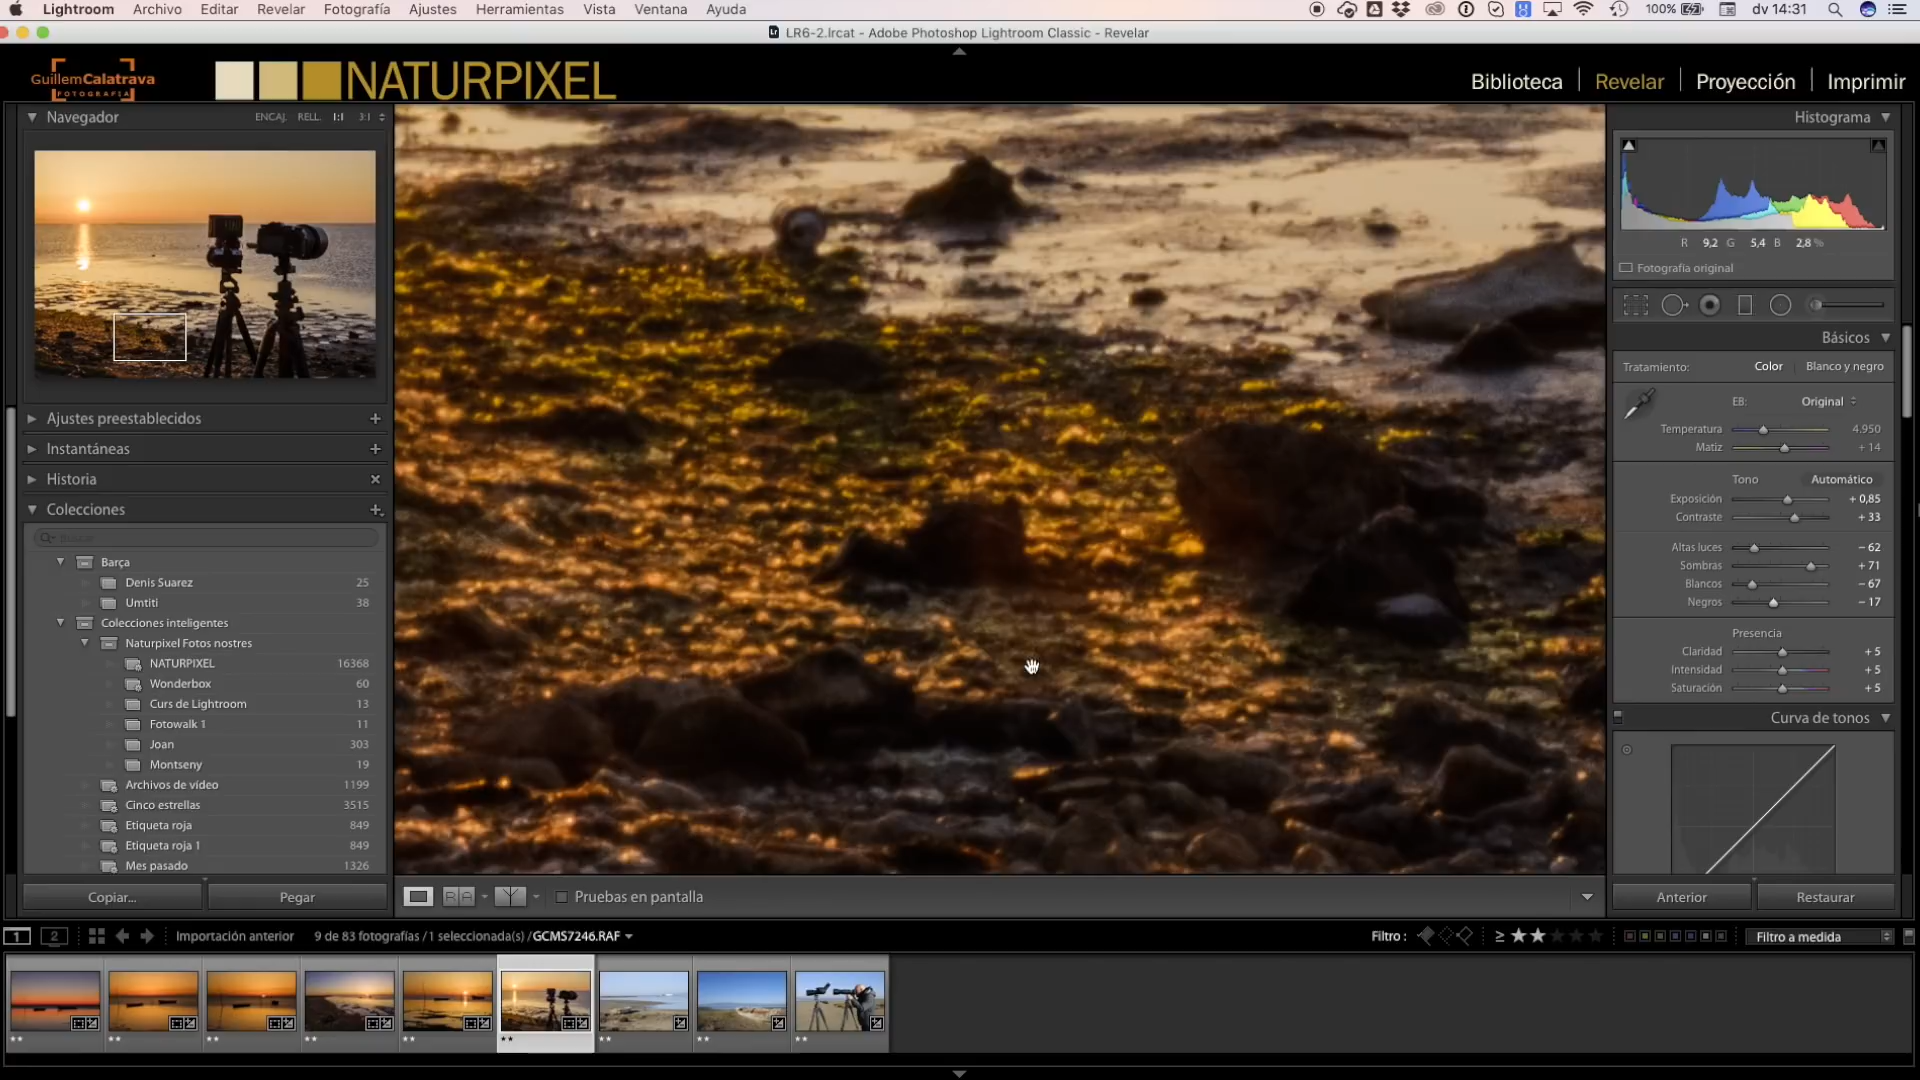 Lightroom Archivo Editar Revelar Fotografía Ajustes Herramientas Vista Ventana Ayuda 100% dv 14:31
LR6-2.lrcat - Adobe Photoshop Lightroom Classic - Revelar
GuillemCalatrava
FOTOGRAFIA
NATURPIXEL
Biblioteca Revelar Proyección Imprimir
Navegador ENCAJ. RELL. 1:1 3:1
Ajustes preestablecidos
Instantáneas
Historia
Colecciones
Buscar
Barça
Denis Suarez 25
Umtiti 38
Colecciones inteligentes
Naturpixel Fotos nostres
NATURPIXEL 16368
Wonderbox 60
Curs de Lightroom 13
Fotowalk 1 11
Joan 303
Montseny 19
Archivos de vídeo 1199
Cinco estrellas 3515
Etiqueta roja 849
Etiqueta roja 1 849
Mes pasado 1326
Copiar... Pegar
R A Pruebas en pantalla
Histograma
R 9,2 G 5,4 B 2,8 %
Fotografía original
Básicos
Tratamiento: Color Blanco y negro
EB: Original
Temperatura 4.950
Matiz + 14
Tono Automático
Exposición + 0,85
Contraste + 33
Altas luces − 62
Sombras + 71
Blancos − 67
Negros − 17
Presencia
Claridad + 5
Intensidad + 5
Saturación + 5
Curva de tonos
Anterior Restaurar
1 2 Importación anterior 9 de 83 fotografías / 1 seleccionada(s) / GCMS7246.RAF Filtro : ≥ Filtro a medida